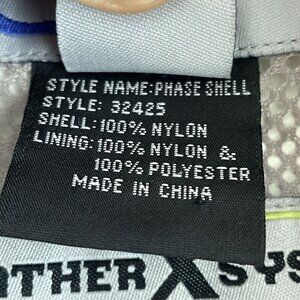 STYLE NAME:PHASE SHELL
STYLE: 32425
SHELL:100% NYLON
LINING:100% NYLON &
100% POLYESTER
MADE IN CHINA